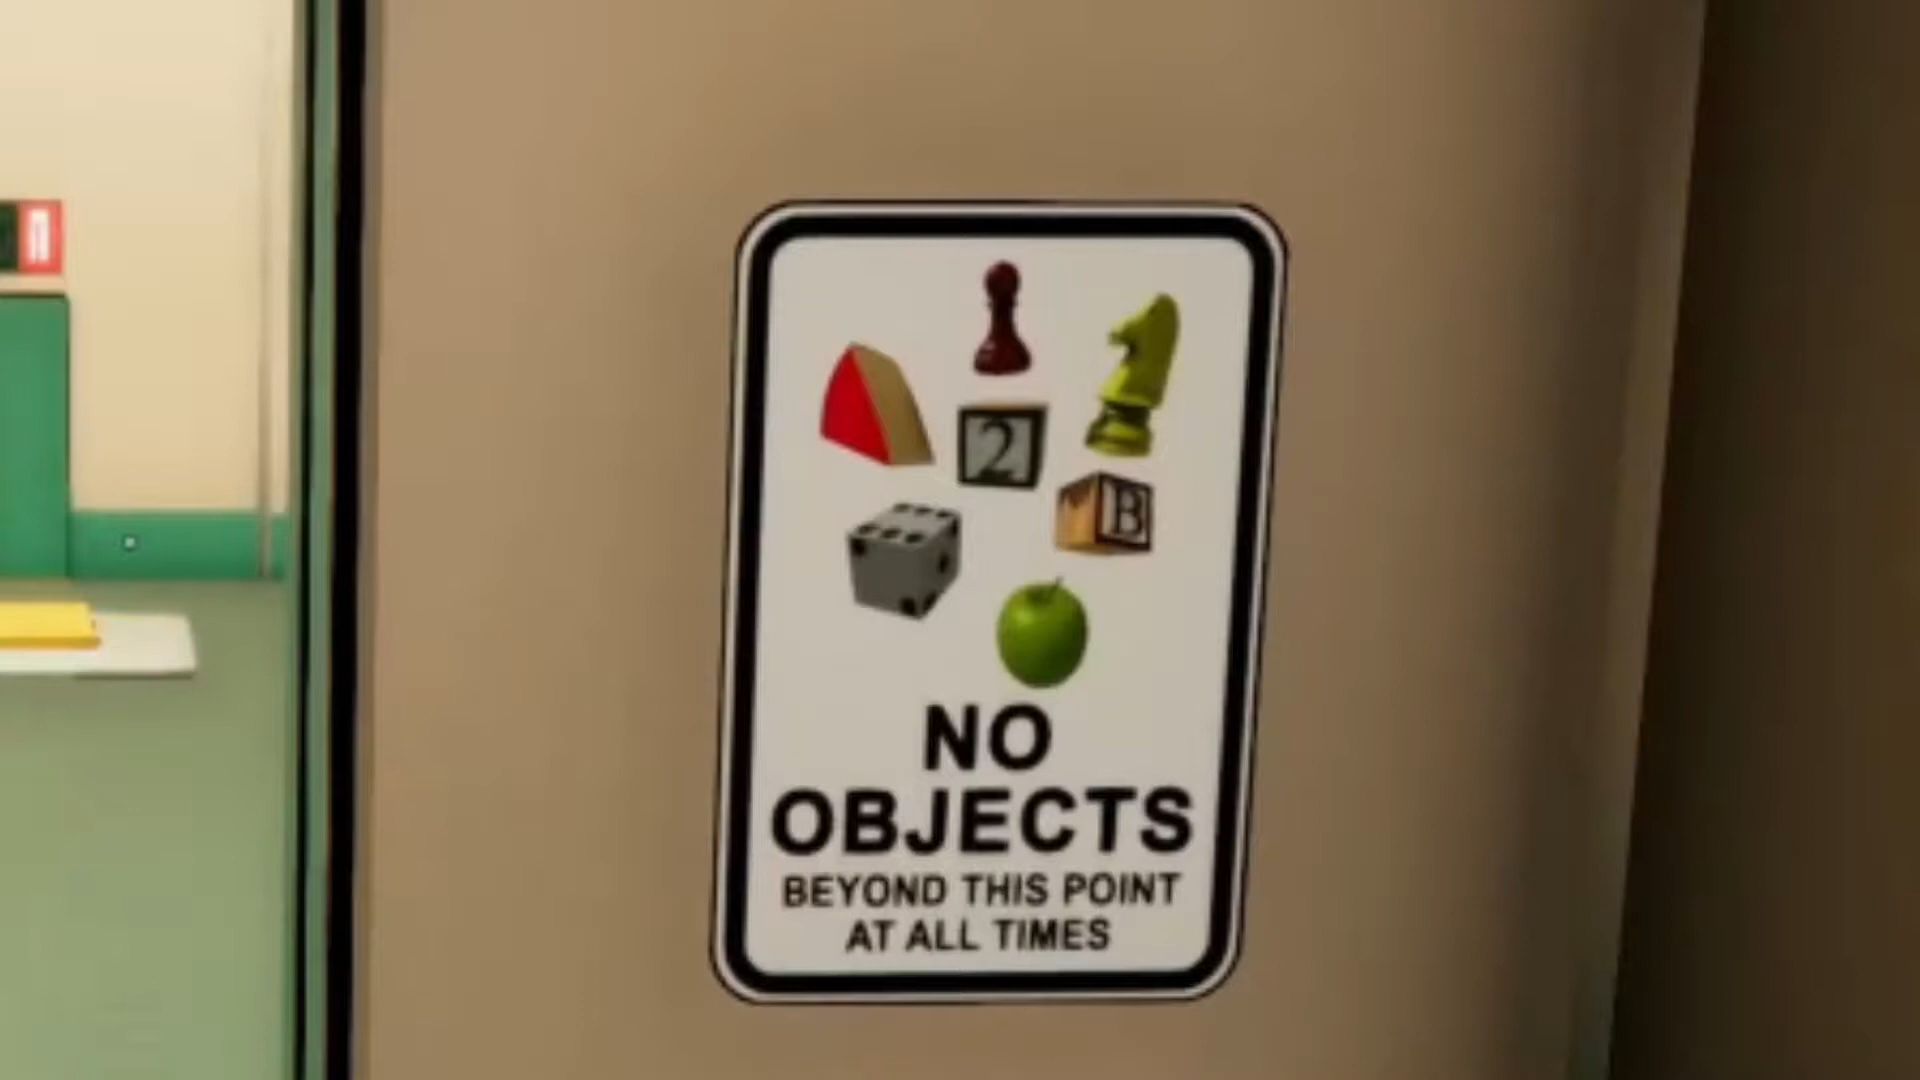 2
B
NO
OBJECTS
BEYOND THIS POINT
AT ALL TIMES